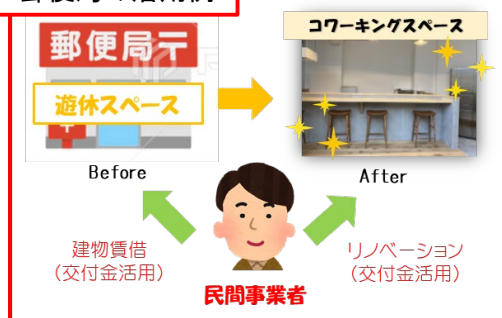 コワーキングスペース
郵便局〒
遊休スペース
Before
After
建物賃借
（交付金活用）
リノベーション
（交付金活用）
民間事業者